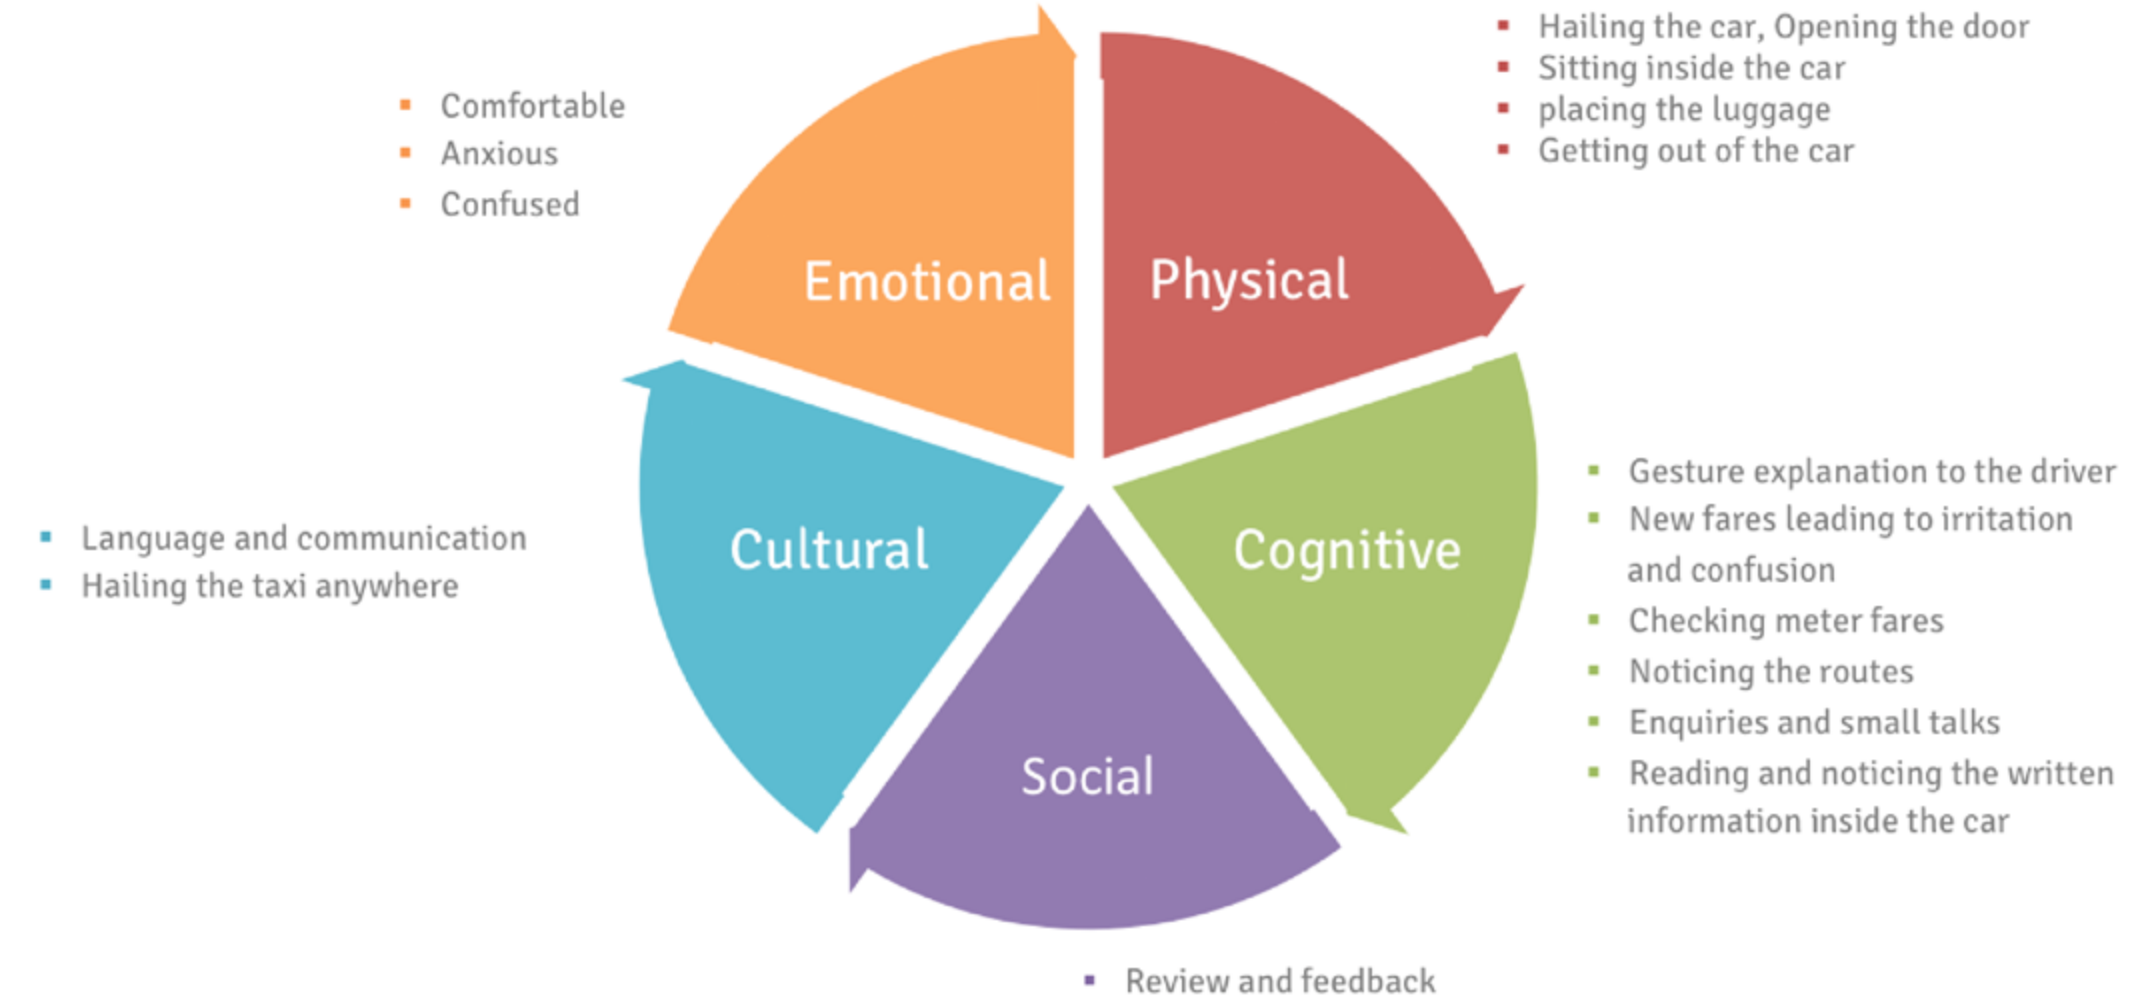 Emotional
▪ Comfortable
▪ Anxious
▪ Confused
Physical
▪ Hailing the car, Opening the door
▪ Sitting inside the car
▪ placing the luggage
▪ Getting out of the car
Cognitive
▪ Gesture explanation to the driver
▪ New fares leading to irritation
and confusion
▪ Checking meter fares
▪ Noticing the routes
▪ Enquiries and small talks
▪ Reading and noticing the written
information inside the car
Social
▪ Review and feedback
Cultural
▪ Language and communication
▪ Hailing the taxi anywhere